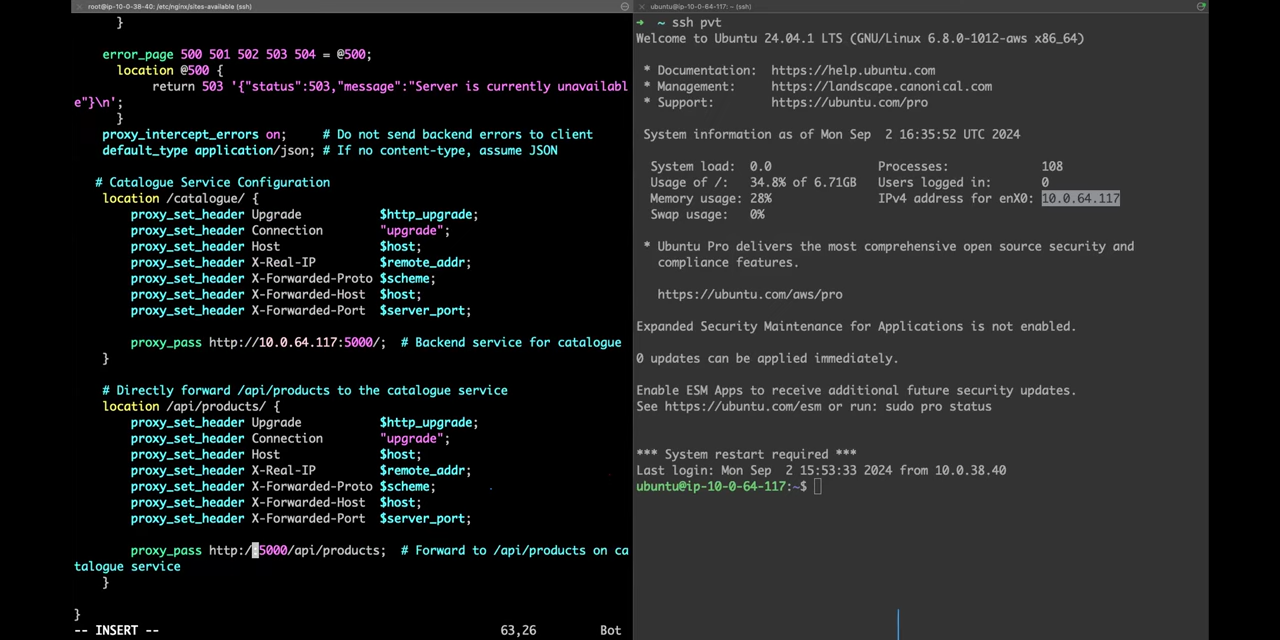 root@ip-10-0-38-40: /etc/nginx/sites-available (ssh)
}
error_page 500 501 502 503 504 = @500;
location @500 {
return 503 '{"status":503,"message":"Server is currently unavailabl
e"}\n';
}
proxy_intercept_errors on;     # Do not send backend errors to client
default_type application/json; # If no content-type, assume JSON
# Catalogue Service Configuration
location /catalogue/ {
proxy_set_header Upgrade           $http_upgrade;
proxy_set_header Connection        "upgrade";
proxy_set_header Host              $host;
proxy_set_header X-Real-IP         $remote_addr;
proxy_set_header X-Forwarded-Proto $scheme;
proxy_set_header X-Forwarded-Host  $host;
proxy_set_header X-Forwarded-Port  $server_port;
proxy_pass http://10.0.64.117:5000/;  # Backend service for catalogue
}
# Directly forward /api/products to the catalogue service
location /api/products/ {
proxy_set_header Upgrade           $http_upgrade;
proxy_set_header Connection        "upgrade";
proxy_set_header Host              $host;
proxy_set_header X-Real-IP         $remote_addr;
proxy_set_header X-Forwarded-Proto $scheme;
proxy_set_header X-Forwarded-Host  $host;
proxy_set_header X-Forwarded-Port  $server_port;
proxy_pass http:/:5000/api/products;  # Forward to /api/products on ca
talogue service
}
}
-- INSERT --                                                63,26         Bot
ubuntu@ip-10-0-64-117: ~ (ssh)
➜  ~ ssh pvt
Welcome to Ubuntu 24.04.1 LTS (GNU/Linux 6.8.0-1012-aws x86_64)
* Documentation:  https://help.ubuntu.com
* Management:     https://landscape.canonical.com
* Support:        https://ubuntu.com/pro
System information as of Mon Sep  2 16:35:52 UTC 2024
System load:  0.0               Processes:             108
Usage of /:   34.8% of 6.71GB   Users logged in:       0
Memory usage: 28%               IPv4 address for enX0: 10.0.64.117
Swap usage:   0%
* Ubuntu Pro delivers the most comprehensive open source security and
compliance features.
https://ubuntu.com/aws/pro
Expanded Security Maintenance for Applications is not enabled.
0 updates can be applied immediately.
Enable ESM Apps to receive additional future security updates.
See https://ubuntu.com/esm or run: sudo pro status
*** System restart required ***
Last login: Mon Sep  2 15:53:33 2024 from 10.0.38.40
ubuntu@ip-10-0-64-117:~$